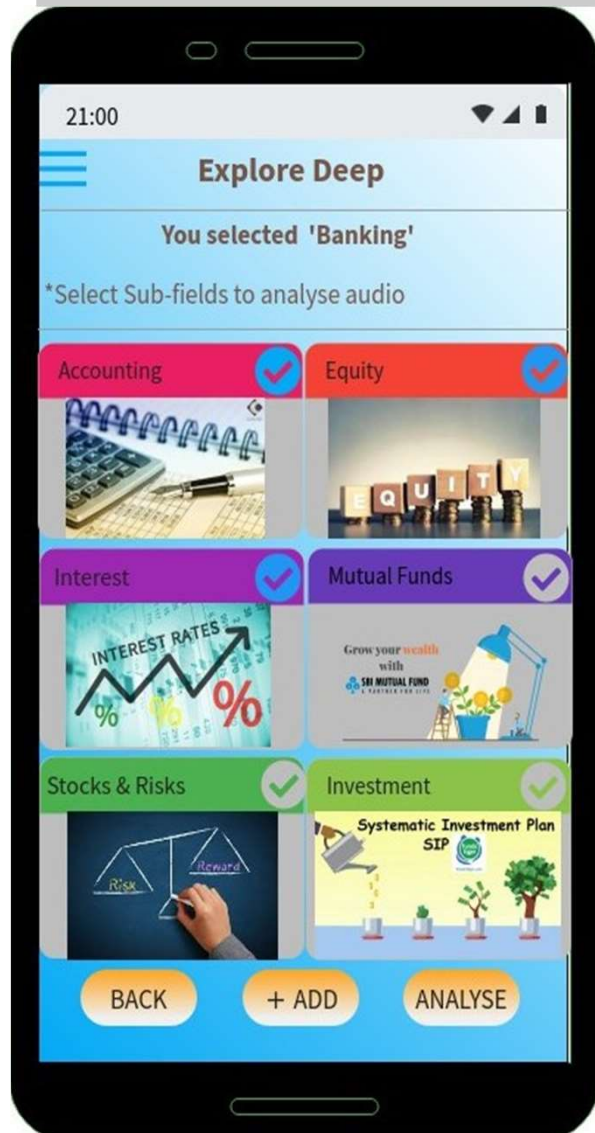 21:00
Explore Deep
You selected 'Banking'
*Select Sub-fields to analyse audio
Accounting
Equity
EQUITY
Interest
Mutual Funds
INTEREST RATES
% % %
Grow your wealth
with
SBI MUTUAL FUND
A PARTNER FOR LIFE
Stocks & Risks
Investment
Risk
Reward
Systematic Investment Plan
SIP
BACK
+ ADD
ANALYSE